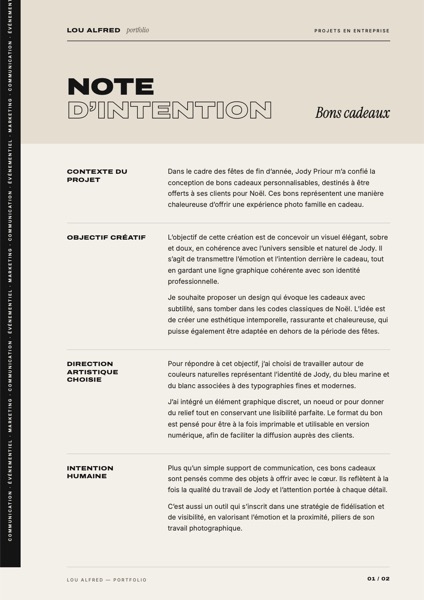 LOU ALFRED portfolio
PROJETS EN ENTREPRISE
NOTE
D'INTENTION
Bons cadeaux
CONTEXTE DU
PROJET
Dans le cadre des fêtes de fin d'année, Jody Priour m'a confié la
conception de bons cadeaux personnalisables, destinés à être
offerts à ses clients pour Noël. Ces bons représentent une manière
chaleureuse d'offrir une expérience photo famille en cadeau.
OBJECTIF CRÉATIF
L'objectif de cette création est de concevoir un visuel élégant, sobre
et doux, en cohérence avec l'univers sensible et naturel de Jody. Il
s'agit de transmettre l'émotion et l'intention derrière le cadeau, tout
en gardant une ligne graphique cohérente avec son identité
professionnelle.
Je souhaite proposer un design qui évoque les cadeaux avec
subtilité, sans tomber dans les codes classiques de Noël. L'idée est
de créer une esthétique intemporelle, rassurante et chaleureuse, qui
puisse également être adaptée en dehors de la période des fêtes.
DIRECTION
ARTISTIQUE
CHOISIE
Pour répondre à cet objectif, j'ai choisi de travailler autour de
couleurs naturelles représentant l'identité de Jody, du bleu marine et
du blanc associées à des typographies fines et modernes.
J'ai intégré un élément graphique discret, un noeud or pour donner
du relief tout en conservant une lisibilité parfaite. Le format du bon
est pensé pour être à la fois imprimable et utilisable en version
numérique, afin de faciliter la diffusion auprès des clients.
INTENTION
HUMAINE
Plus qu'un simple support de communication, ces bons cadeaux
sont pensés comme des objets à offrir avec le cœur. Ils reflètent à la
fois la qualité du travail de Jody et l'attention portée à chaque détail.
C'est aussi un outil qui s'inscrit dans une stratégie de fidélisation et
de visibilité, en valorisant l'émotion et la proximité, piliers de son
travail photographique.
LOU ALFRED — PORTFOLIO
01 / 02
COMMUNICATION · ÉVÉNEMENTIEL · MARKETING · COMMUNICATION · ÉVÉNEMENTIEL · MARKETING · COMMUNICATION · ÉVÉNEMENTIEL · MARKETING · COMMUNICATION · ÉVÉNEMENT